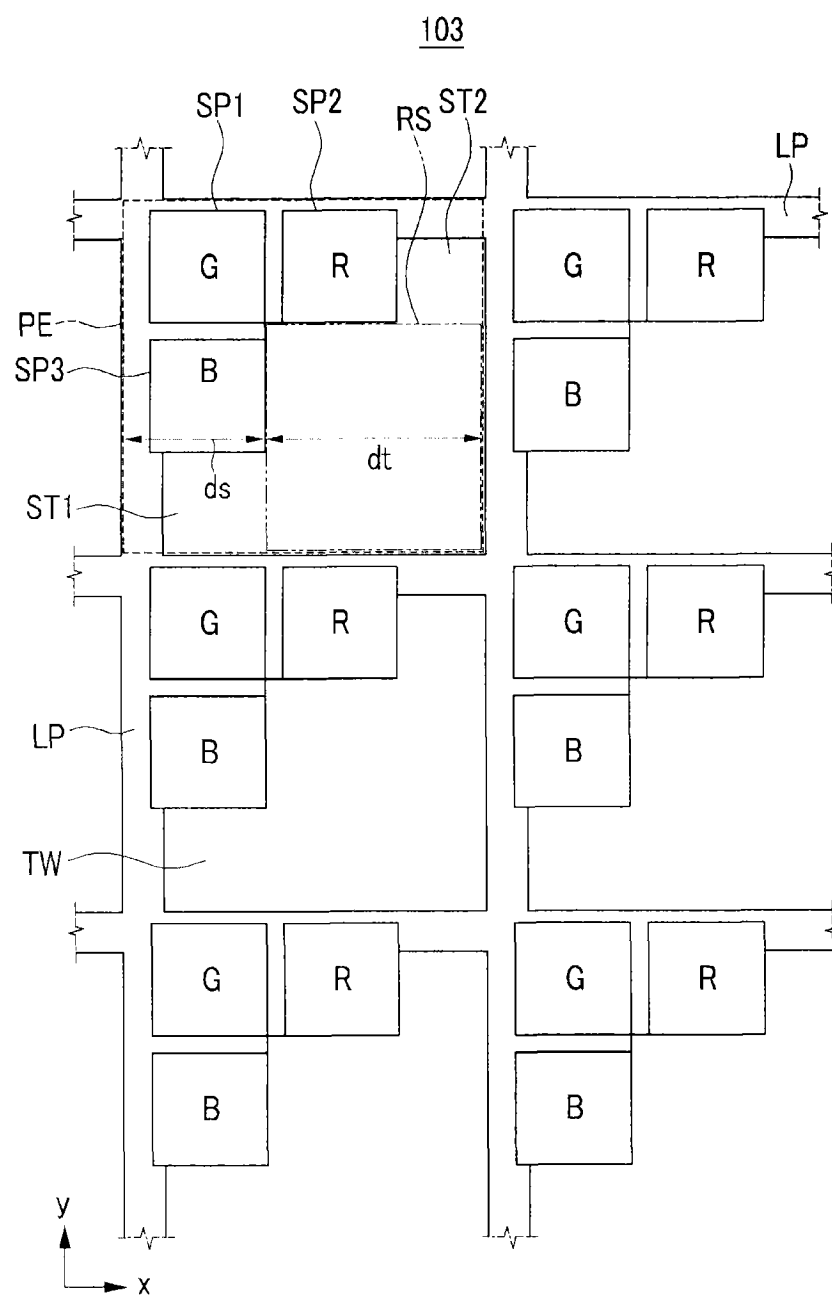 103
SP1 SP2 RS ST2 LP
G R G R
PE
SP3 B B
ds dt
ST1
G R G R
LP B B
TW
G R G R
B B
y
x